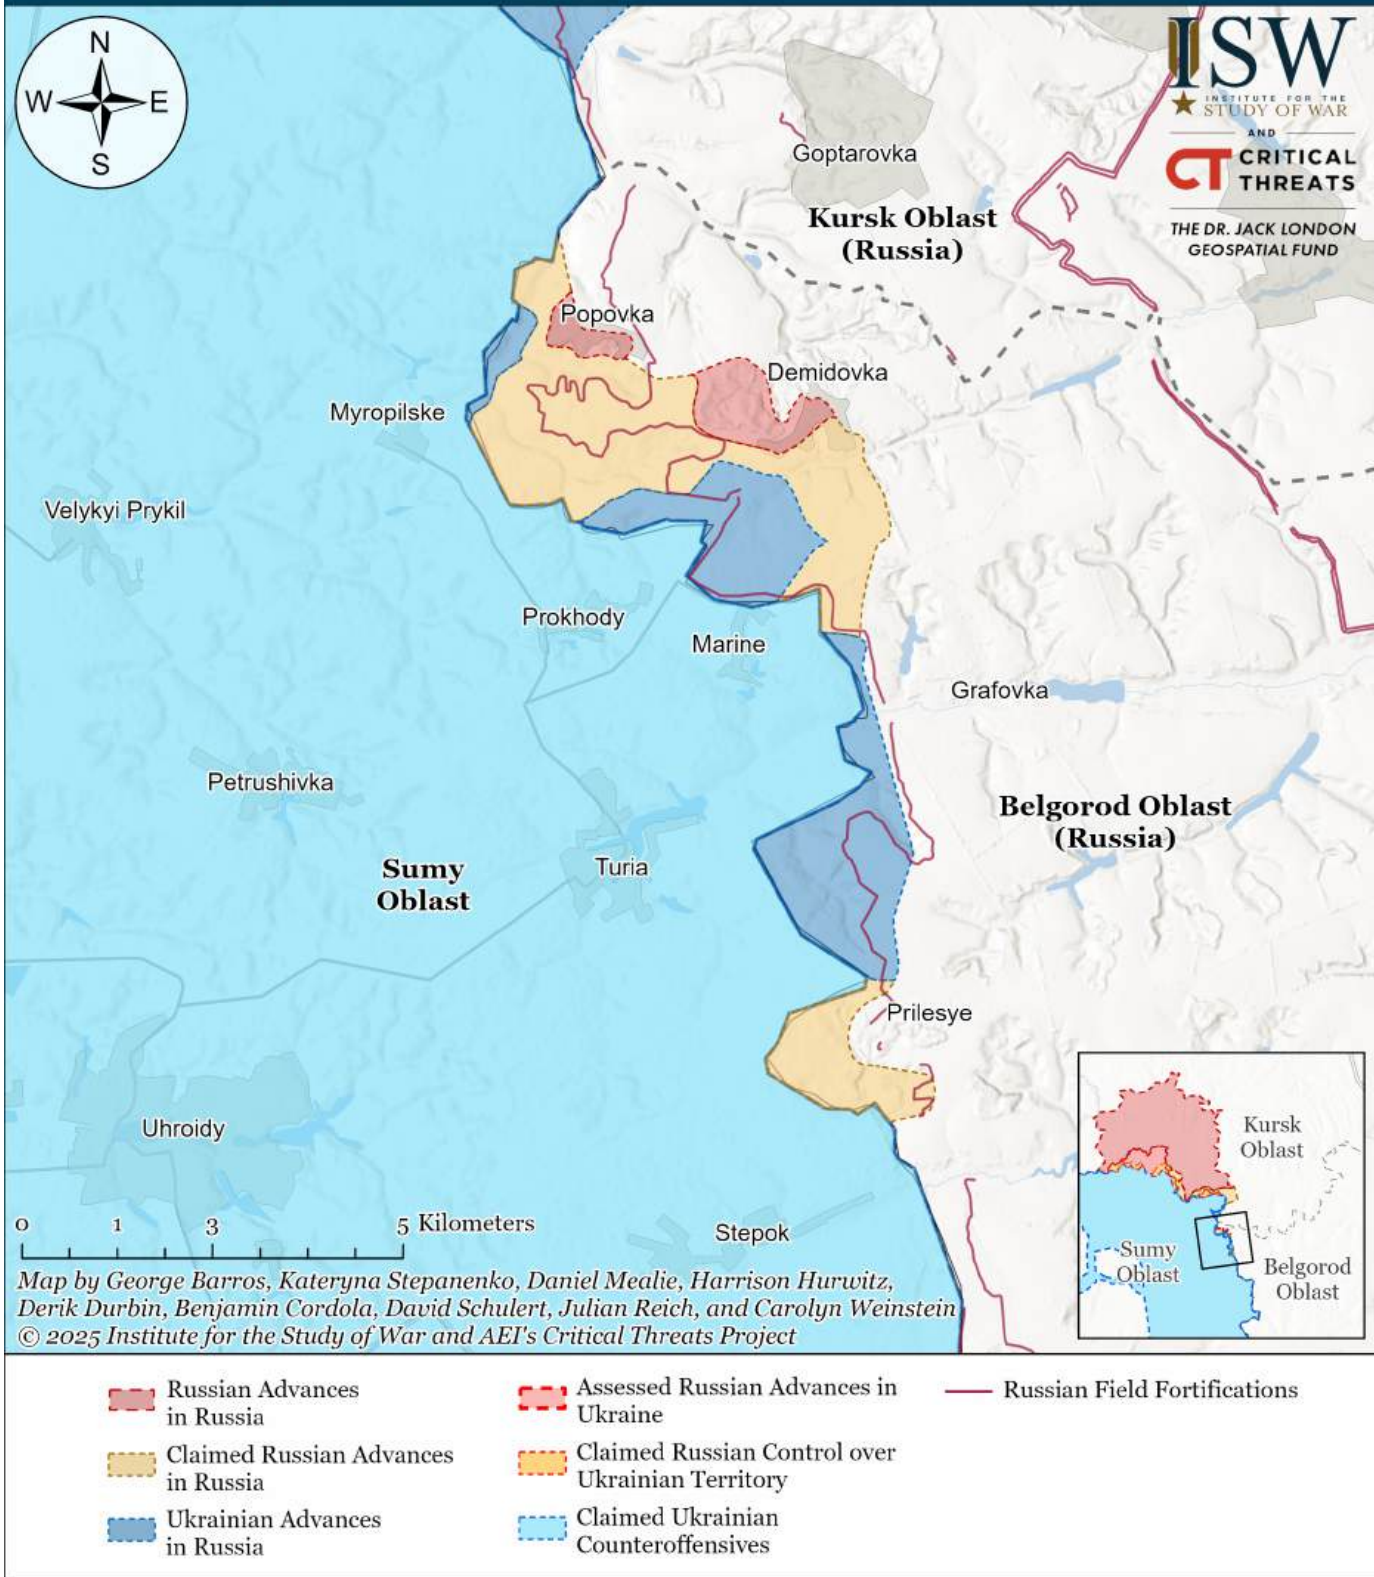 N
W
E
S
ISW
INSTITUTE FOR THE
STUDY OF WAR
AND
CT CRITICAL
THREATS
THE DR. JACK LONDON
GEOSPATIAL FUND
Goptarovka
Kursk Oblast
(Russia)
Popovka
Demidovka
Myropilske
Velykyi Prykil
Prokhody
Marine
Grafovka
Petrushivka
Belgorod Oblast
(Russia)
Sumy
Oblast
Turia
Prilesye
Uhroidy
Stepok
Kursk
Oblast
Sumy
Oblast
Belgorod
Oblast
0 1 3 5 Kilometers
Map by George Barros, Kateryna Stepanenko, Daniel Mealie, Harrison Hurwitz,
Derik Durbin, Benjamin Cordola, David Schulert, Julian Reich, and Carolyn Weinstein
© 2025 Institute for the Study of War and AEI's Critical Threats Project
Russian Advances
in Russia
Claimed Russian Advances
in Russia
Ukrainian Advances
in Russia
Assessed Russian Advances in
Ukraine
Claimed Russian Control over
Ukrainian Territory
Claimed Ukrainian
Counteroffensives
Russian Field Fortifications